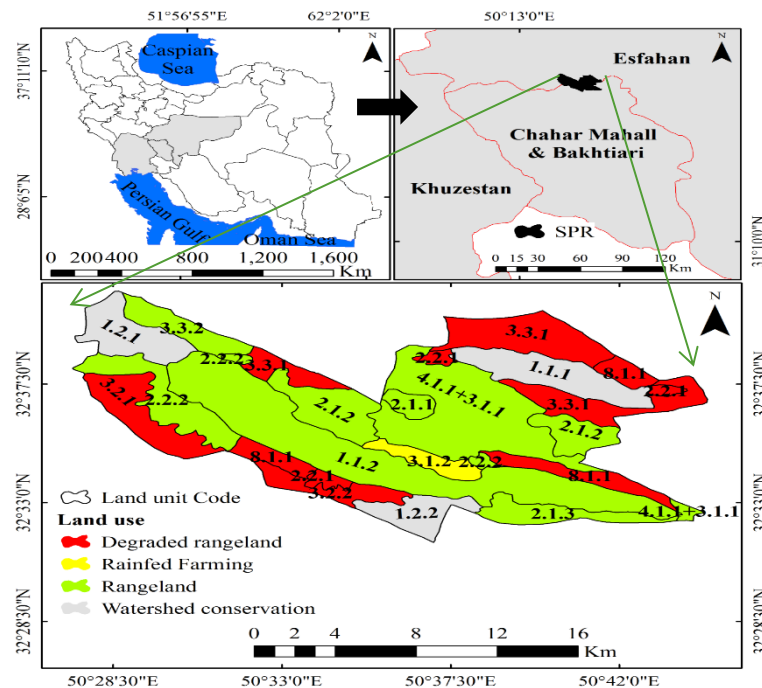 51°56'55"E 62°2'0"E
37°11'10"N
28°6'5"N
Caspian
Sea
Persian Gulf
Oman Sea
N
0 200400 800 1,200 1,600
Km
50°13'0"E
N
Esfahan
Chahar Mahall
& Bakhtiari
Khuzestan
SPR
0 15 30 60 90 120
Km
N
1.2.1
3.3.2
2.2.2
3.3.1
3.2.1
2.2.2
2.1.2
1.1.2
8.1.1
2.2.1
3.2.2
1.2.2
3.1.2
2.2.2
3.3.1
2.2.1
1.1.1
8.1.1
2.2.1
4.1.1+3.1.1
2.1.1
3.3.1
2.1.2
8.1.1
2.1.3
4.1.1+3.1.1
Land unit Code
Land use
Degraded rangeland
Rainfed Farming
Rangeland
Watershed conservation
0 2 4 8 12 16
Km
32°37'30"N
32°33'0"N
32°28'30"N
32°37'30"N
32°33'0"N
32°28'30"N
50°28'30"E 50°33'0"E 50°37'30"E 50°42'0"E